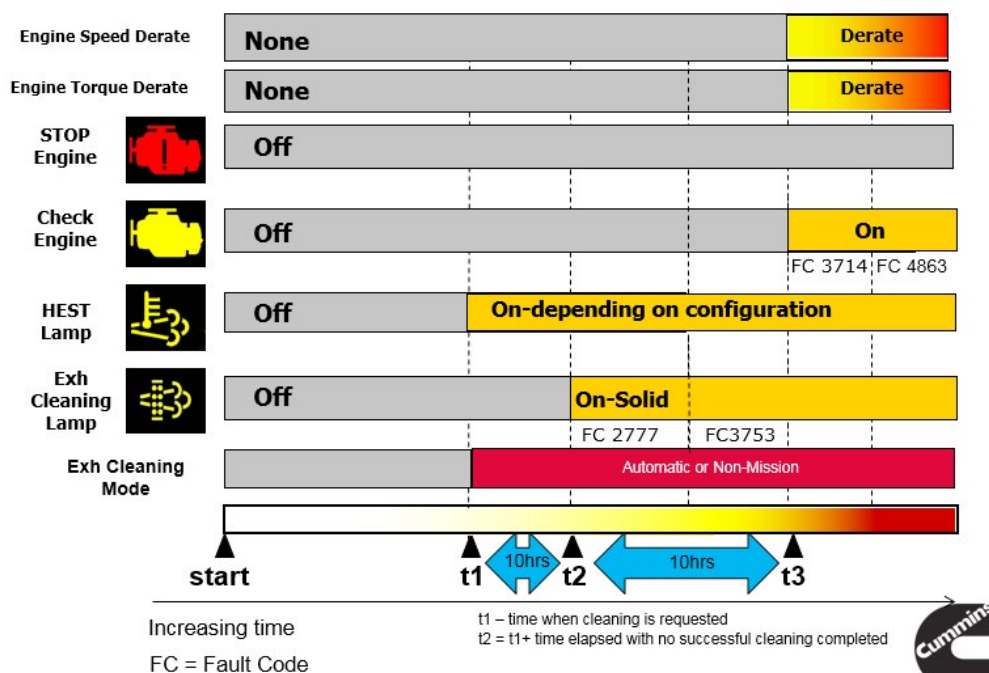 Engine Speed Derate
None
Derate
Engine Torque Derate
None
Derate
STOP
Engine
Off
Check
Engine
Off
On
FC 3714
FC 4863
HEST
Lamp
Off
On-depending on configuration
Exh
Cleaning
Lamp
Off
On-Solid
FC 2777
FC3753
Exh Cleaning
Mode
Automatic or Non-Mission
10hrs
10hrs
start
t1
t2
t3
Increasing time
FC = Fault Code
t1 – time when cleaning is requested
t2 = t1+ time elapsed with no successful cleaning completed
Cummins